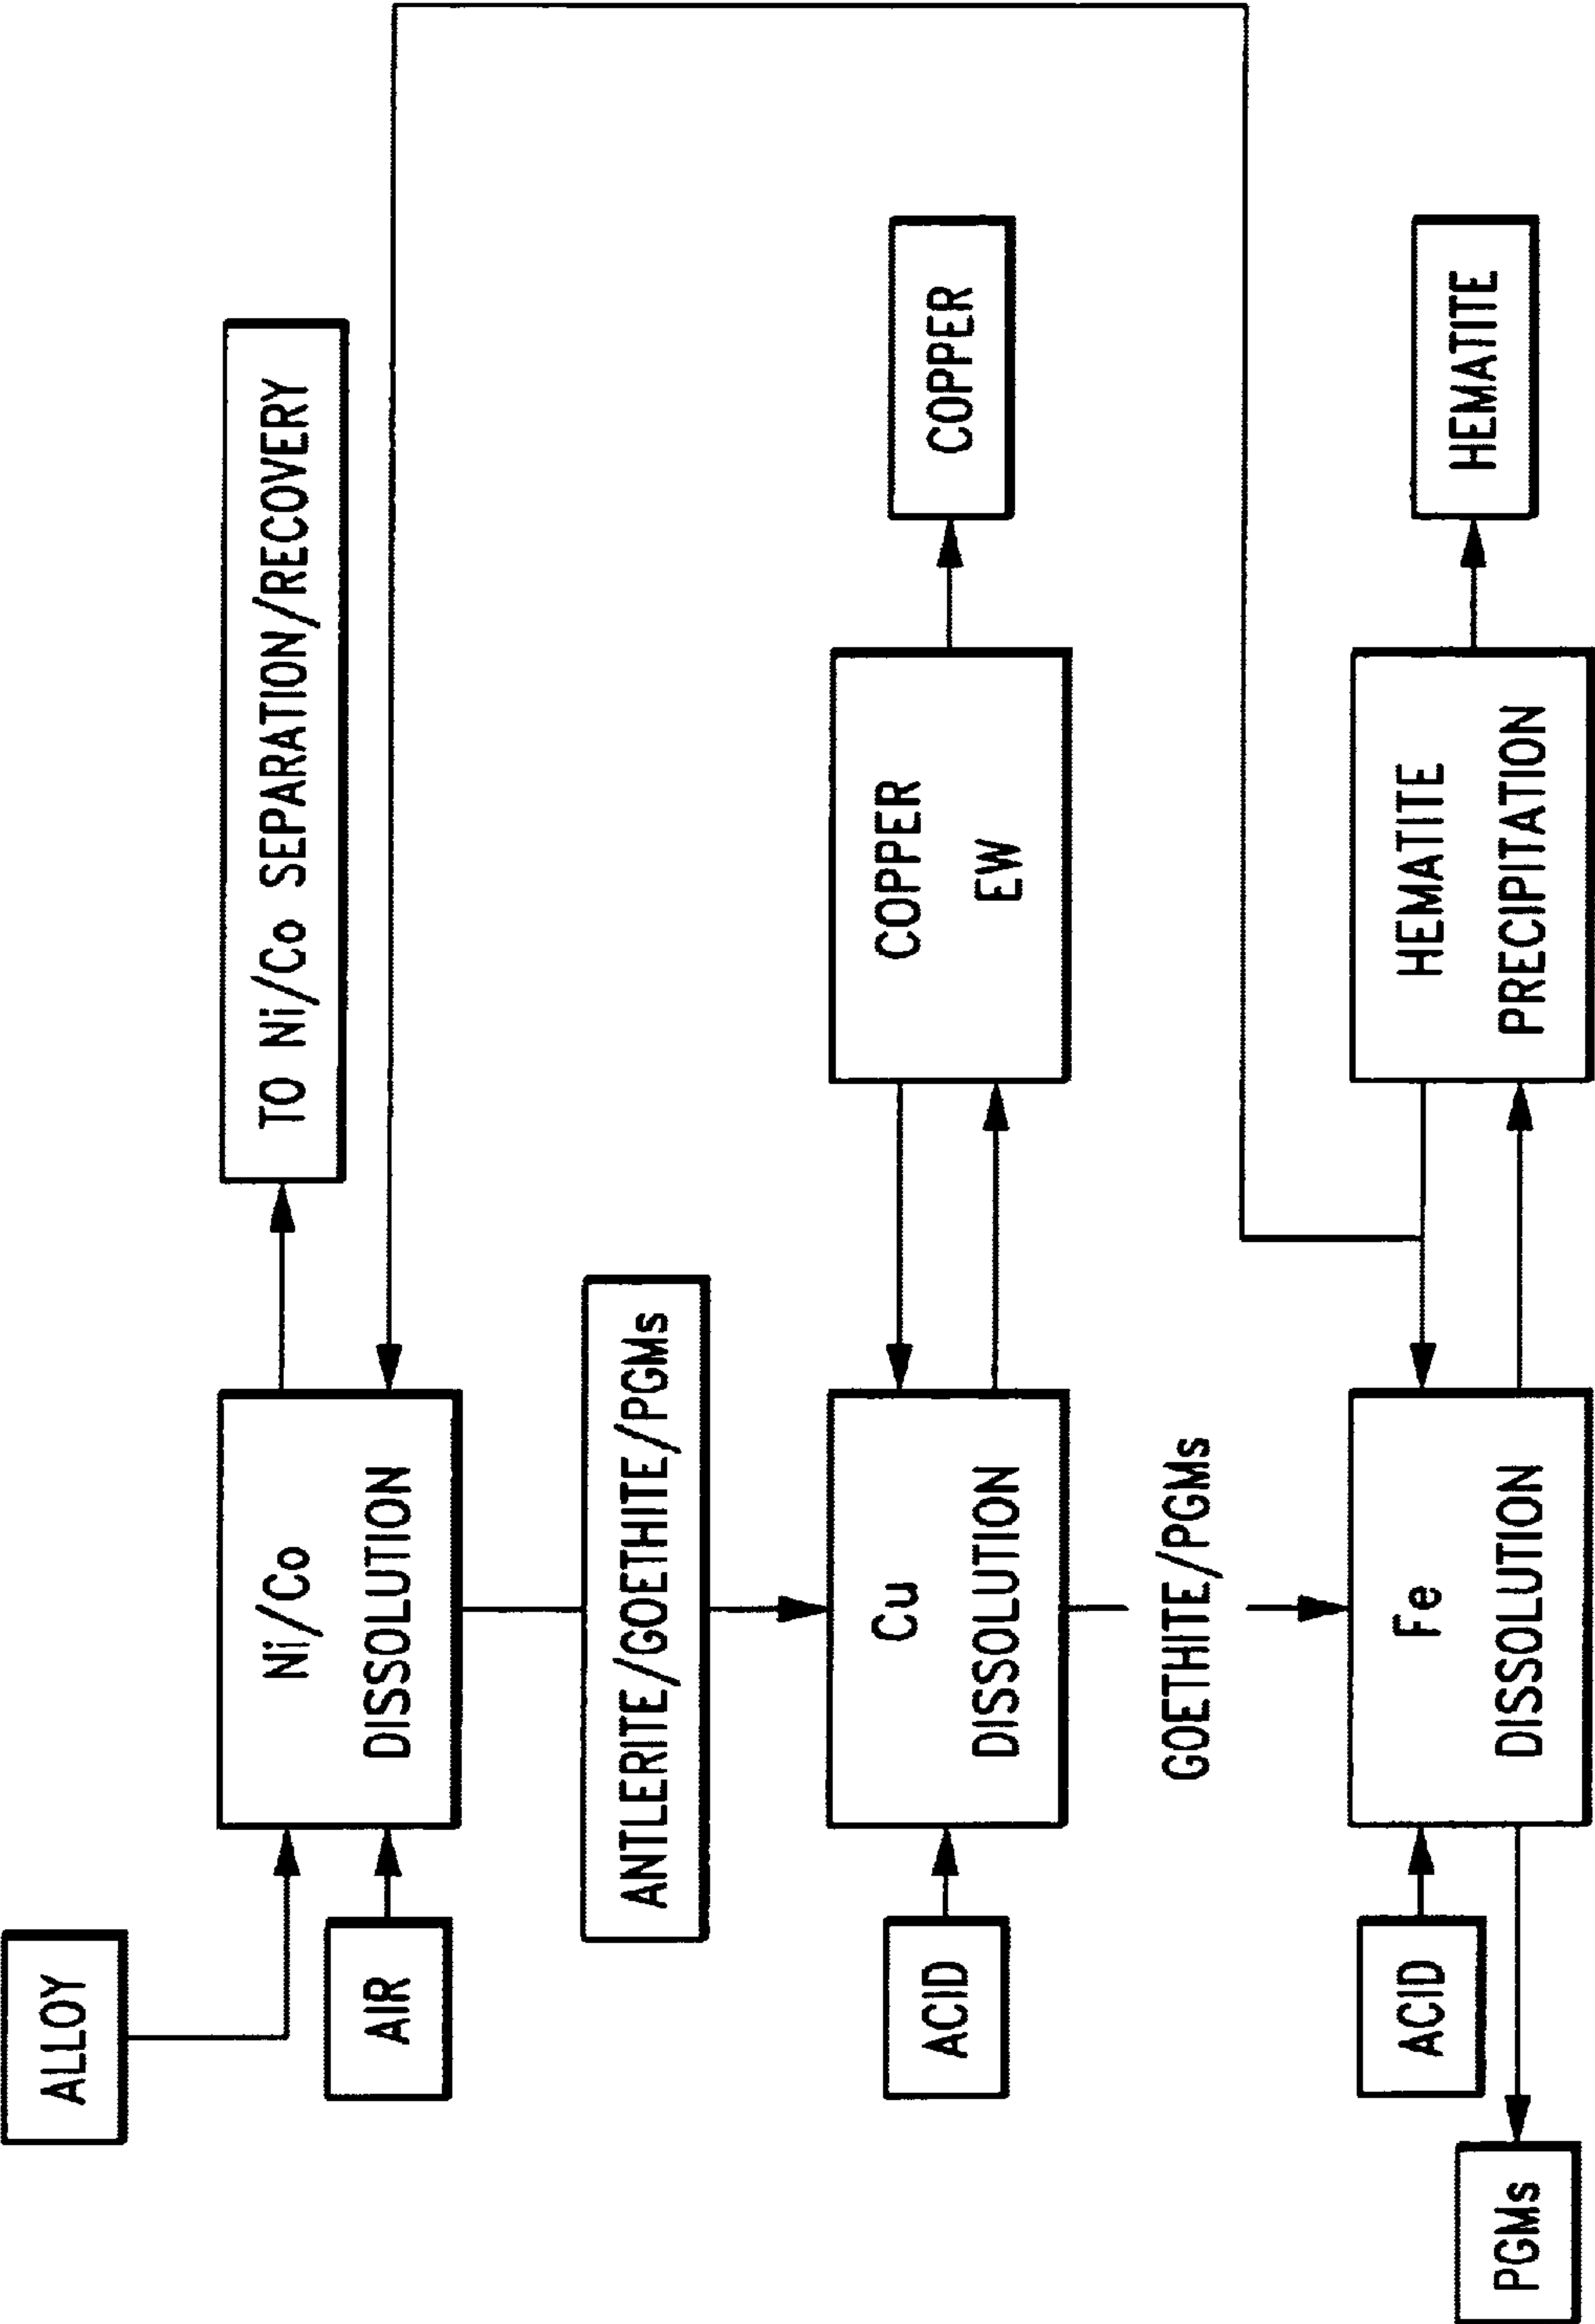 ALLOY
AIR
Ni/Co
DISSOLUTION
TO Ni/Co SEPARATION/RECOVERY
ANTLERITE/GOETHITE/PGMs
ACID
Cu
DISSOLUTION
COPPER
EW
COPPER
GOETHITE/PGMs
ACID
Fe
DISSOLUTION
HEMATITE
PRECIPITATION
HEMATITE
PGMs